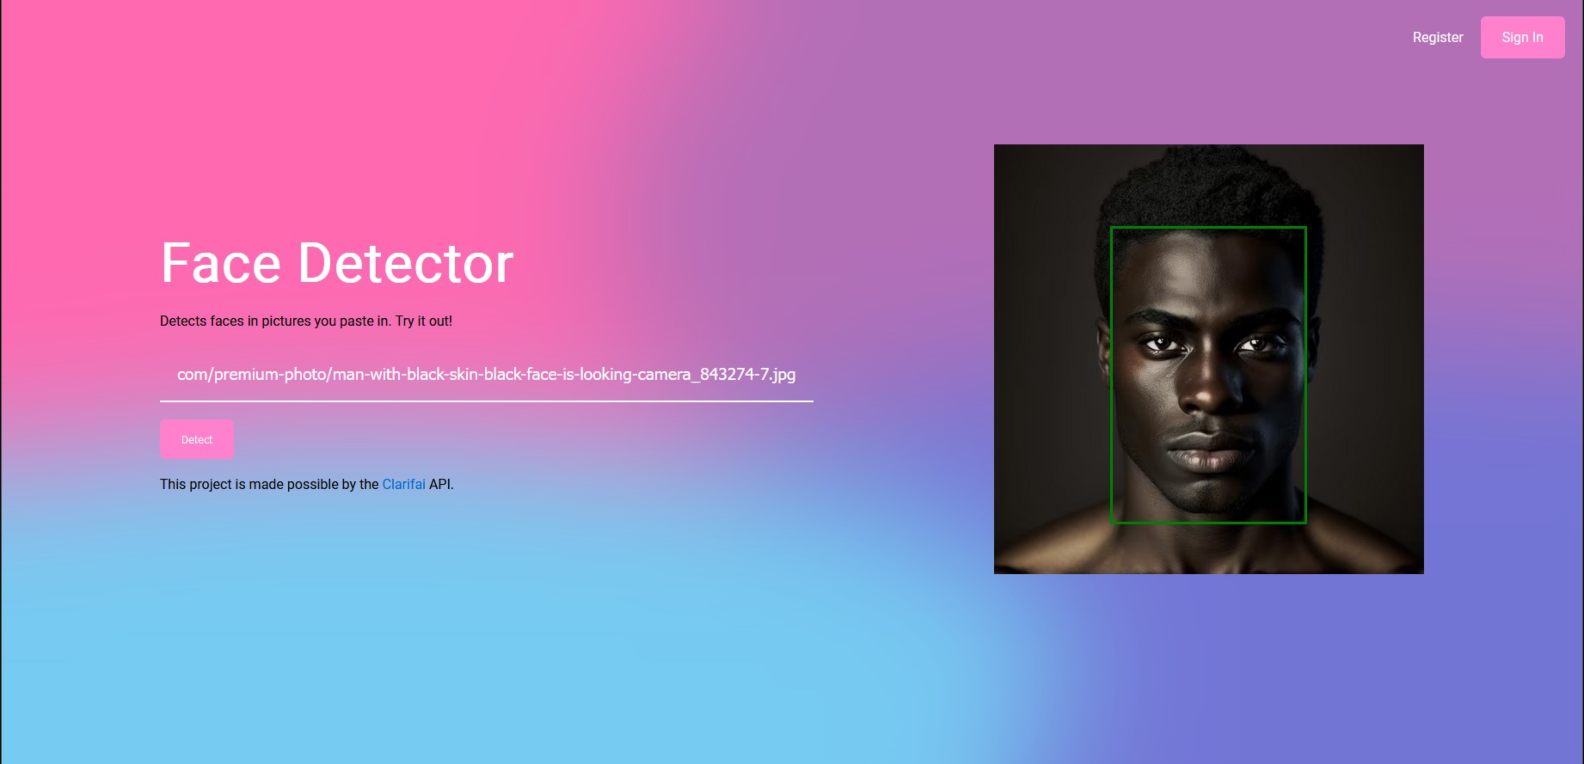 Register
Sign In
Face Detector
Detects faces in pictures you paste in. Try it out!
com/premium-photo/man-with-black-skin-black-face-is-looking-camera_843274-7.jpg
Detect
This project is made possible by the Clarifai API.